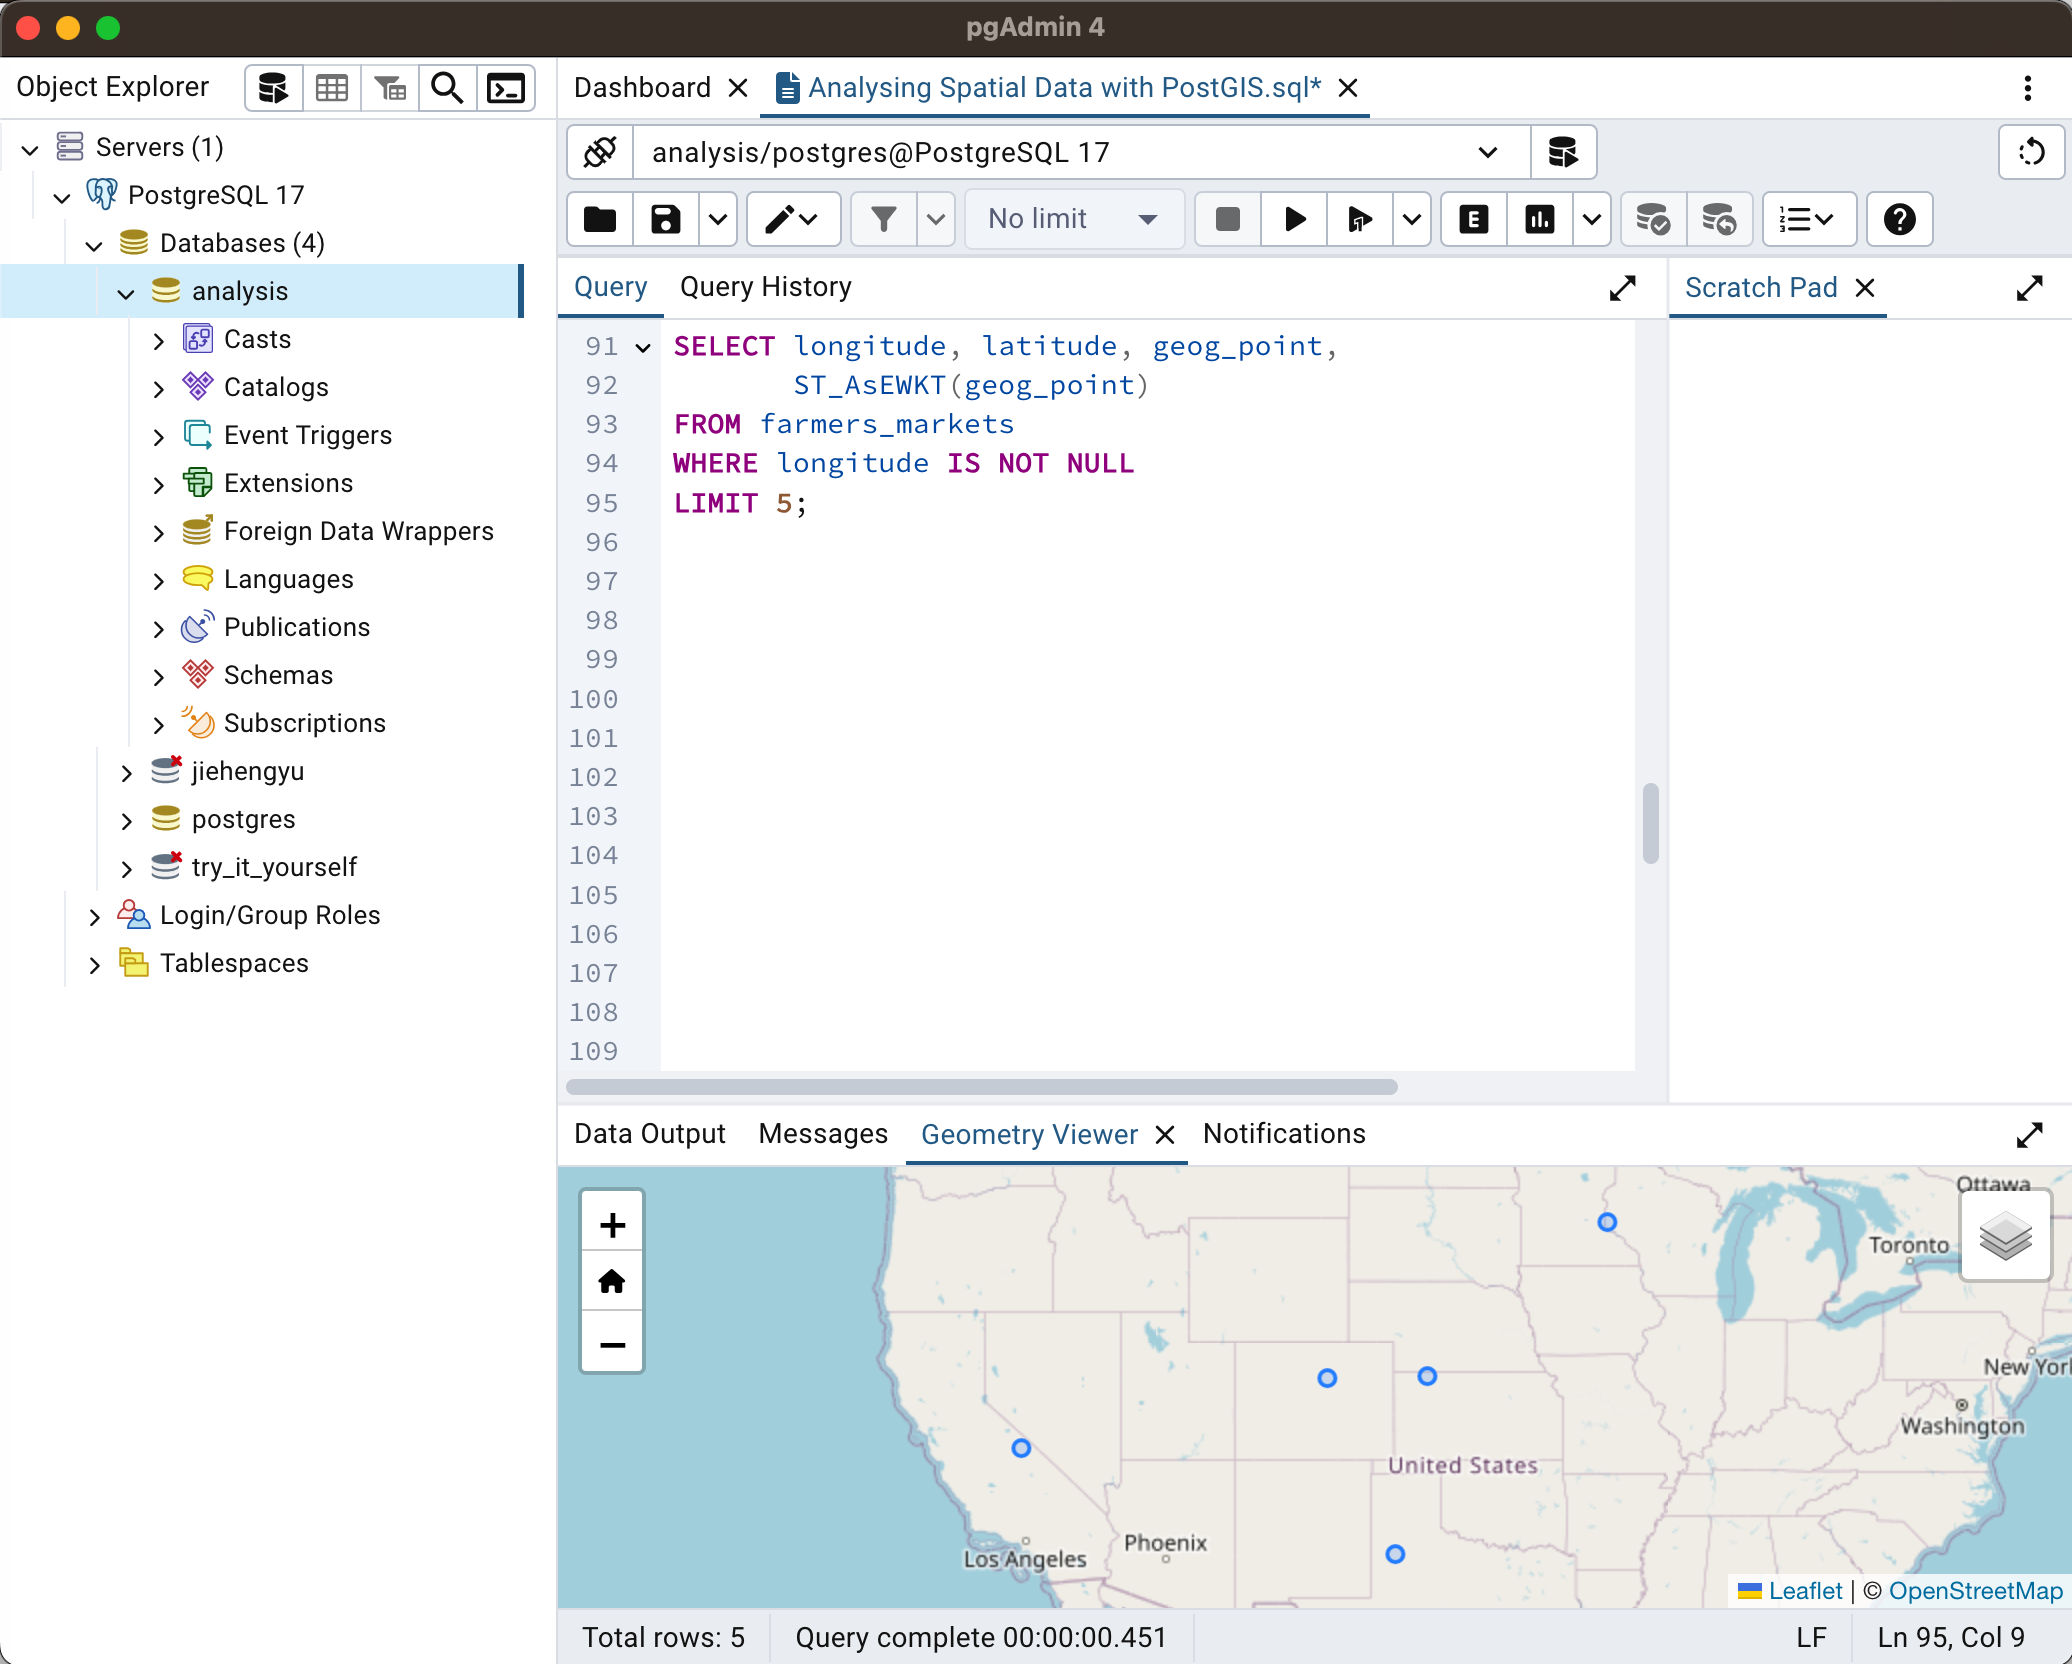 pgAdmin 4
Object Explorer
Servers (1)
PostgreSQL 17
Databases (4)
analysis
Casts
Catalogs
Event Triggers
Extensions
Foreign Data Wrappers
Languages
Publications
Schemas
Subscriptions
jiehengyu
postgres
try_it_yourself
Login/Group Roles
Tablespaces
Dashboard
Analysing Spatial Data with PostGIS.sql*
analysis/postgres@PostgreSQL 17
No limit
E
Query Query History
Scratch Pad
91 SELECT longitude, latitude, geog_point,
92 ST_AsEWKT(geog_point)
93 FROM farmers_markets
94 WHERE longitude IS NOT NULL
95 LIMIT 5;
96
97
98
99
100
101
102
103
104
105
106
107
108
109
Data Output Messages Geometry Viewer Notifications
+
−
Ottawa
Toronto
New York
Washington
United States
Phoenix
Los Angeles
Leaflet | © OpenStreetMap
Total rows: 5 Query complete 00:00:00.451 LF Ln 95, Col 9